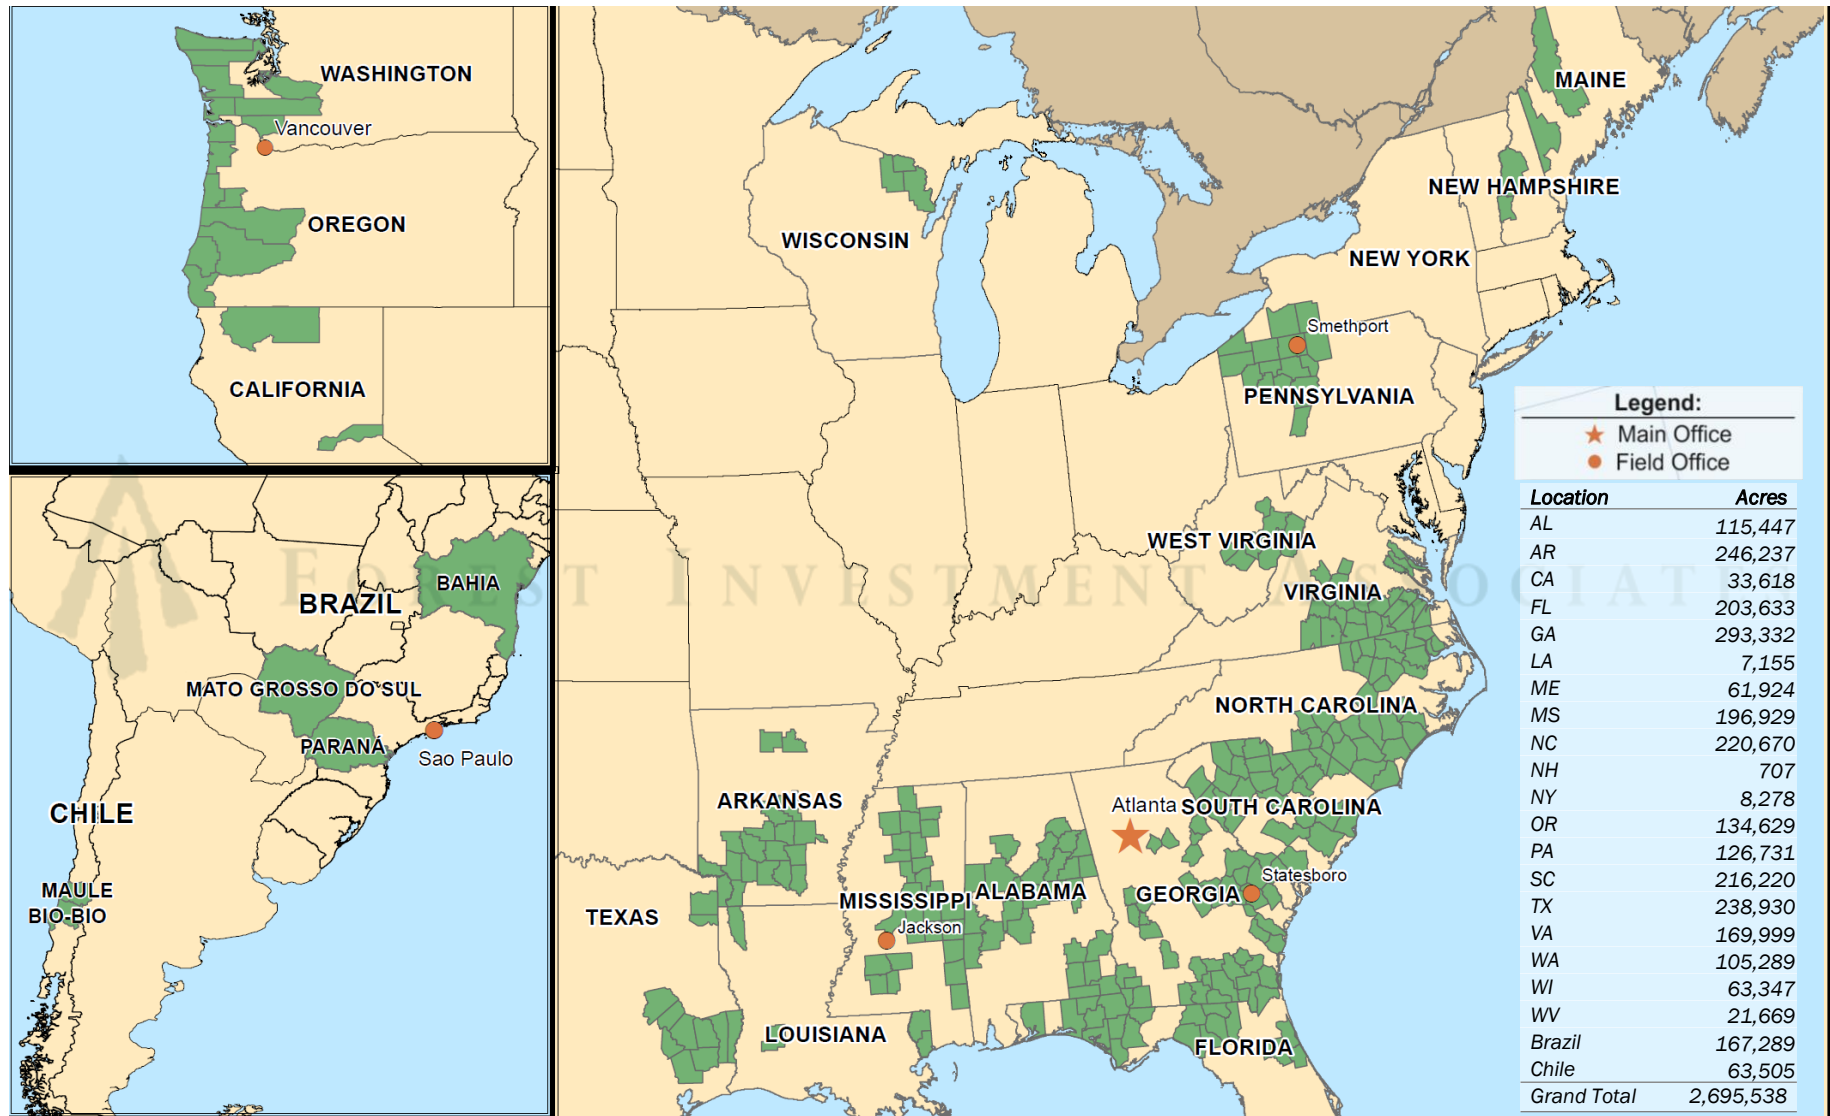 WASHINGTON
Vancouver
OREGON
CALIFORNIA
BAHIA
BRAZIL
MATO GROSSO DO SUL
PARANÁ
Sao Paulo
CHILE
MAULE
BIO-BIO
MAINE
NEW HAMPSHIRE
WISCONSIN
NEW YORK
Smethport
PENNSYLVANIA
WEST VIRGINIA
VIRGINIA
NORTH CAROLINA
ARKANSAS
Atlanta
SOUTH CAROLINA
Statesboro
MISSISSIPPI
ALABAMA
GEORGIA
TEXAS
Jackson
LOUISIANA
FLORIDA
FOREST INVESTMENT ASSOCIATES
Legend:
Main Office
Field Office
Location Acres
AL 115,447
AR 246,237
CA 33,618
FL 203,633
GA 293,332
LA 7,155
ME 61,924
MS 196,929
NC 220,670
NH 707
NY 8,278
OR 134,629
PA 126,731
SC 216,220
TX 238,930
VA 169,999
WA 105,289
WI 63,347
WV 21,669
Brazil 167,289
Chile 63,505
Grand Total 2,695,538